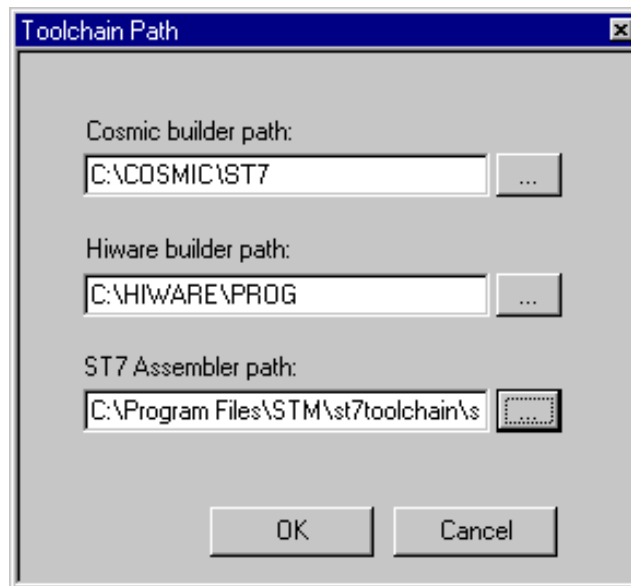 Toolchain Path
Cosmic builder path:
C:\COSMIC\ST7
...
Hiware builder path:
C:\HIWARE\PROG
...
ST7 Assembler path:
C:\Program Files\STM\st7toolchain\s
...
OK
Cancel